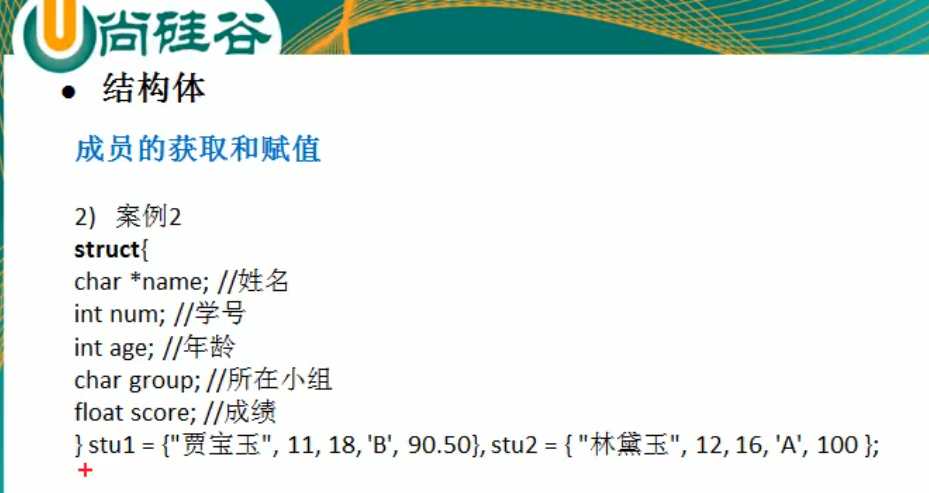 尚硅谷
• 结构体
成员的获取和赋值
2) 案例2
struct{
char *name; //姓名
int num; //学号
int age; //年龄
char group; //所在小组
float score; //成绩
} stu1 = {"贾宝玉", 11, 18, 'B', 90.50}, stu2 = { "林黛玉", 12, 16, 'A', 100 };